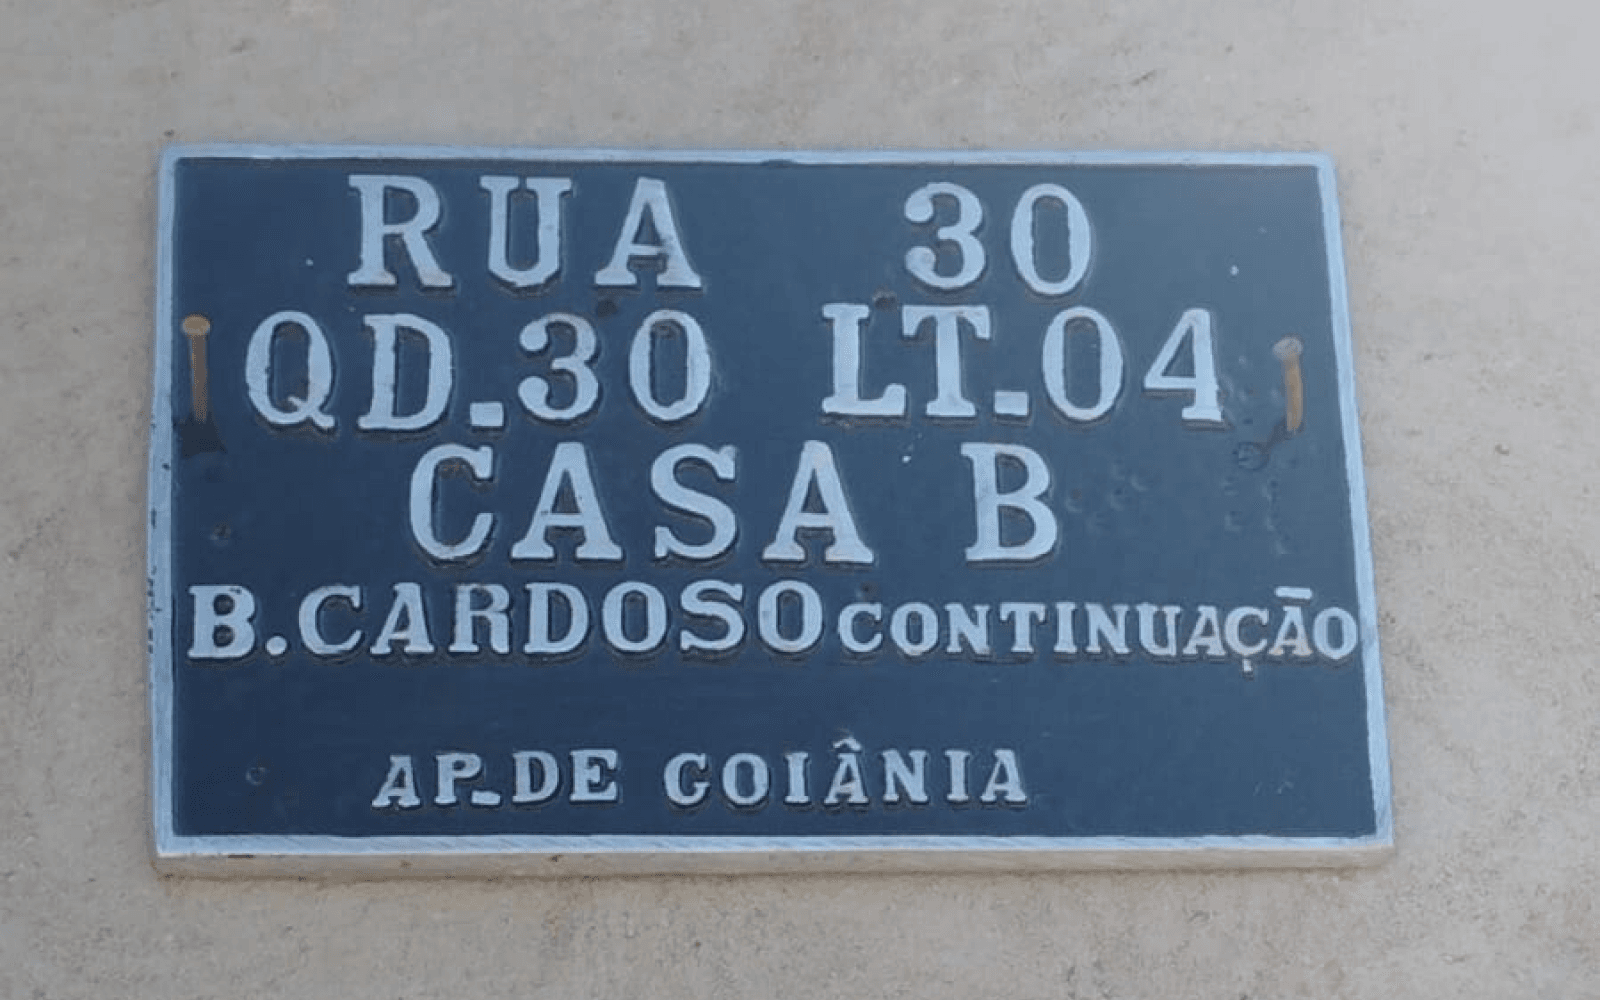 RUA 30
QD.30 LT.04
CASA B
B.CARDOSO CONTINUAÇÃO
AP.DE GOIÂNIA